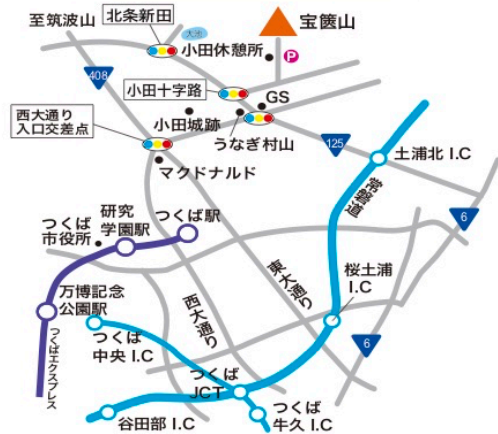 至筑波山
北条新田
大池
小田休憩所
宝篋山
P
408
小田十字路
GS
西大通り
入口交差点
小田城跡
うなぎ村山
125
マクドナルド
土浦北 I.C
常磐道
研究
学園駅
つくば駅
つくば
市役所
6
東大通り
西大通り
桜土浦
I.C
万博記念
公園駅
つくばエクスプレス
つくば
中央 I.C
6
つくば
JCT
谷田部 I.C
つくば
牛久 I.C